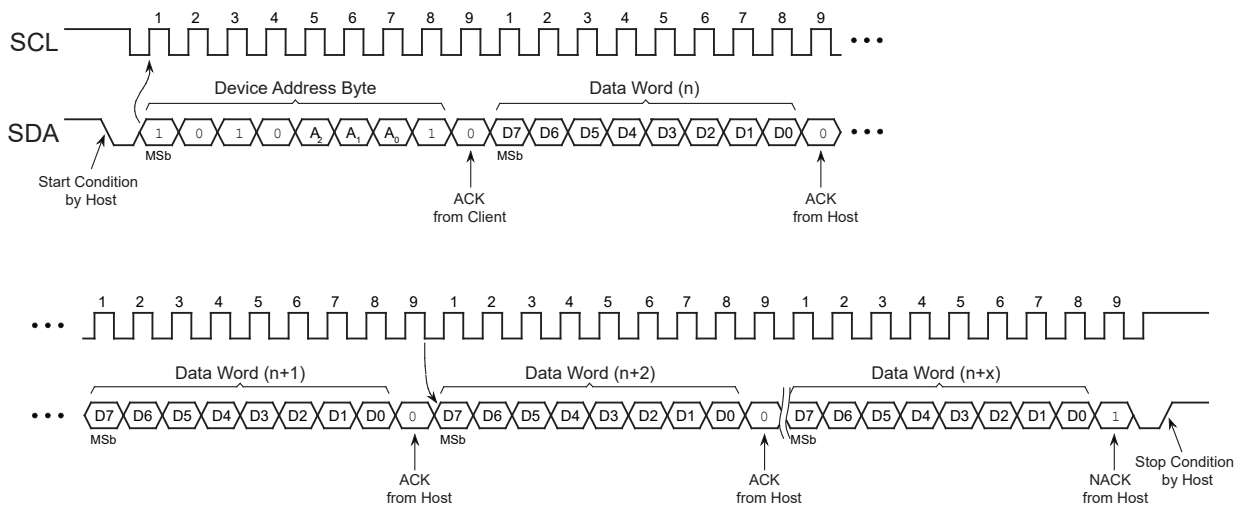 1 2 3 4 5 6 7 8 9 1 2 3 4 5 6 7 8 9
SCL
Device Address Byte Data Word (n)
SDA 1 0 1 0 A2 A1 A0 1 0 D7 D6 D5 D4 D3 D2 D1 D0 0
MSb MSb
Start Condition
by Host
ACK
from Client
ACK
from Host
1 2 3 4 5 6 7 8 9 1 2 3 4 5 6 7 8 9 1 2 3 4 5 6 7 8 9
Data Word (n+1) Data Word (n+2) Data Word (n+x)
D7 D6 D5 D4 D3 D2 D1 D0 0 D7 D6 D5 D4 D3 D2 D1 D0 0 D7 D6 D5 D4 D3 D2 D1 D0 1
MSb MSb MSb
ACK
from Host
ACK
from Host
NACK
from Host
Stop Condition
by Host